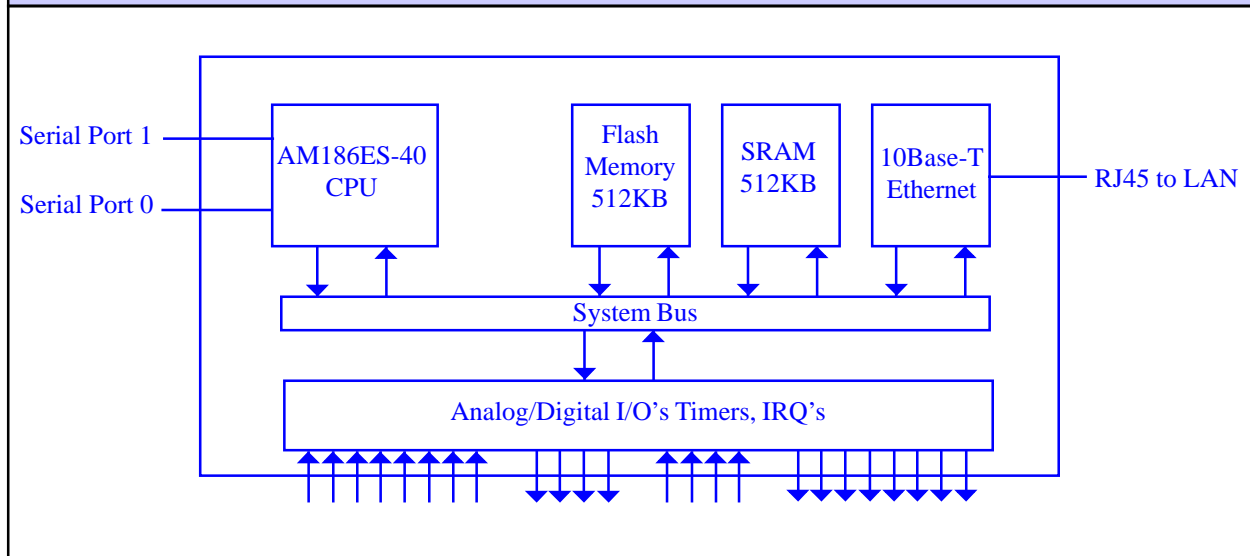 Serial Port 1
Serial Port 0
AM186ES-40
CPU
Flash
Memory
512KB
SRAM
512KB
10Base-T
Ethernet
RJ45 to LAN
System Bus
Analog/Digital I/O's Timers, IRQ's